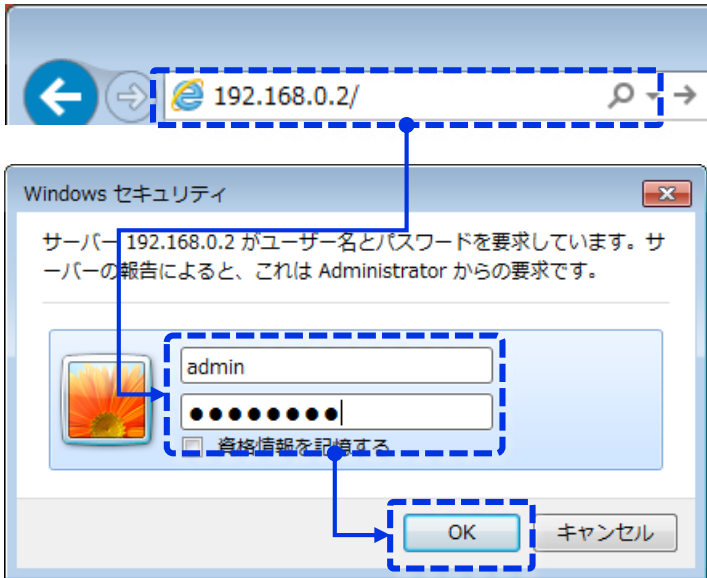 192.168.0.2/
Windows セキュリティ
サーバー 192.168.0.2 がユーザー名とパスワードを要求しています。サ
ーバーの報告によると、これは Administrator からの要求です。
admin
●●●●●●●●
資格情報を記憶する
OK
キャンセル